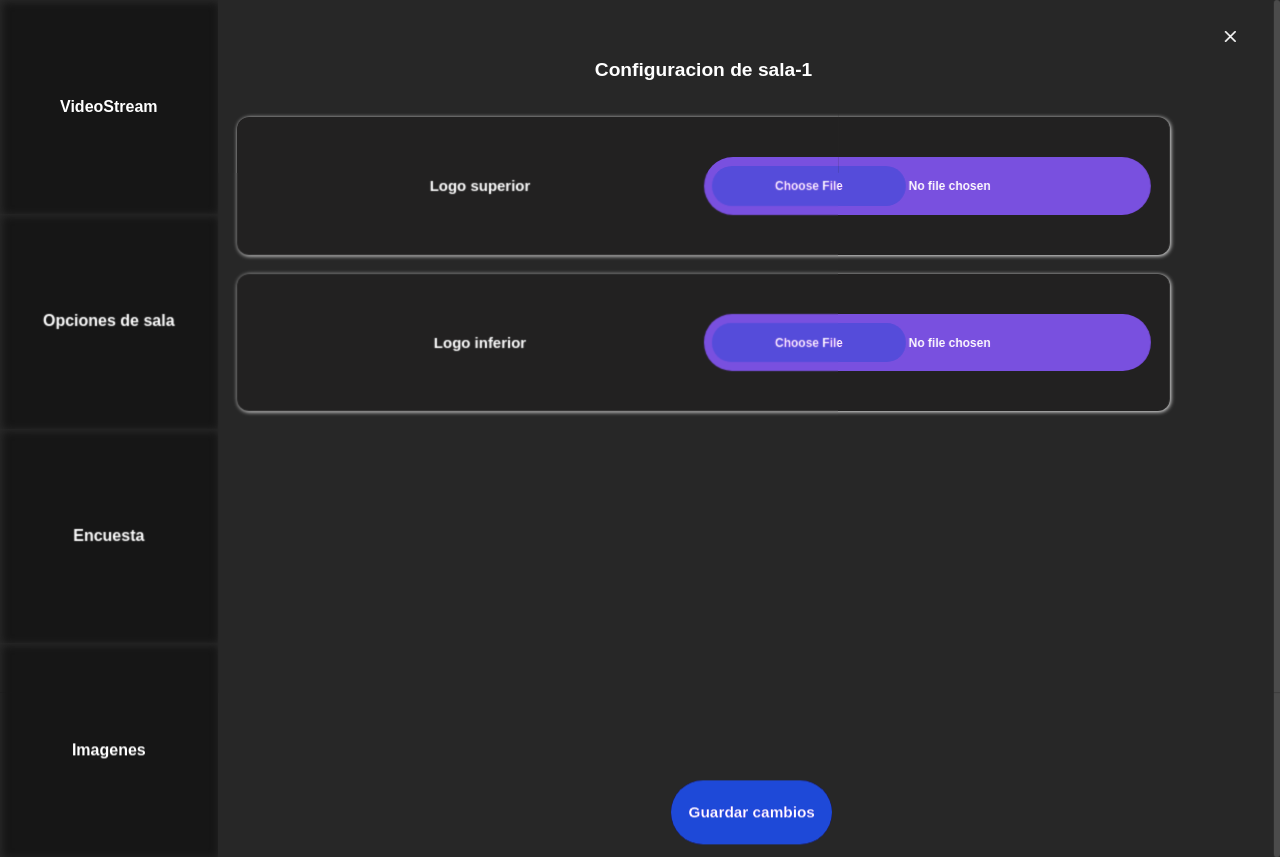 Configuracion de sala-1
VideoStream
Logo superior
Choose File No file chosen
Opciones de sala
Logo inferior
Choose File No file chosen
Encuesta
Imagenes
Guardar cambios